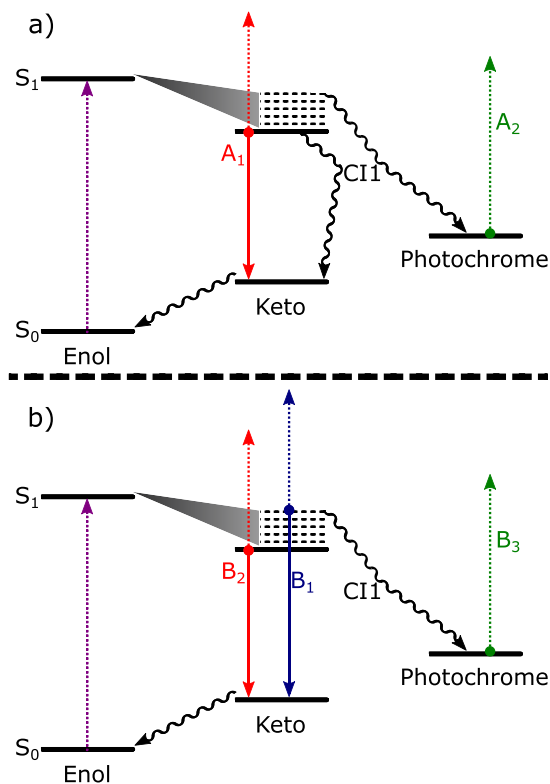 a)
S₁
A₁
A₂
CI1
Photochrome
Keto
S₀
Enol
b)
S₁
B₂
B₁
B₃
CI1
Photochrome
Keto
S₀
Enol